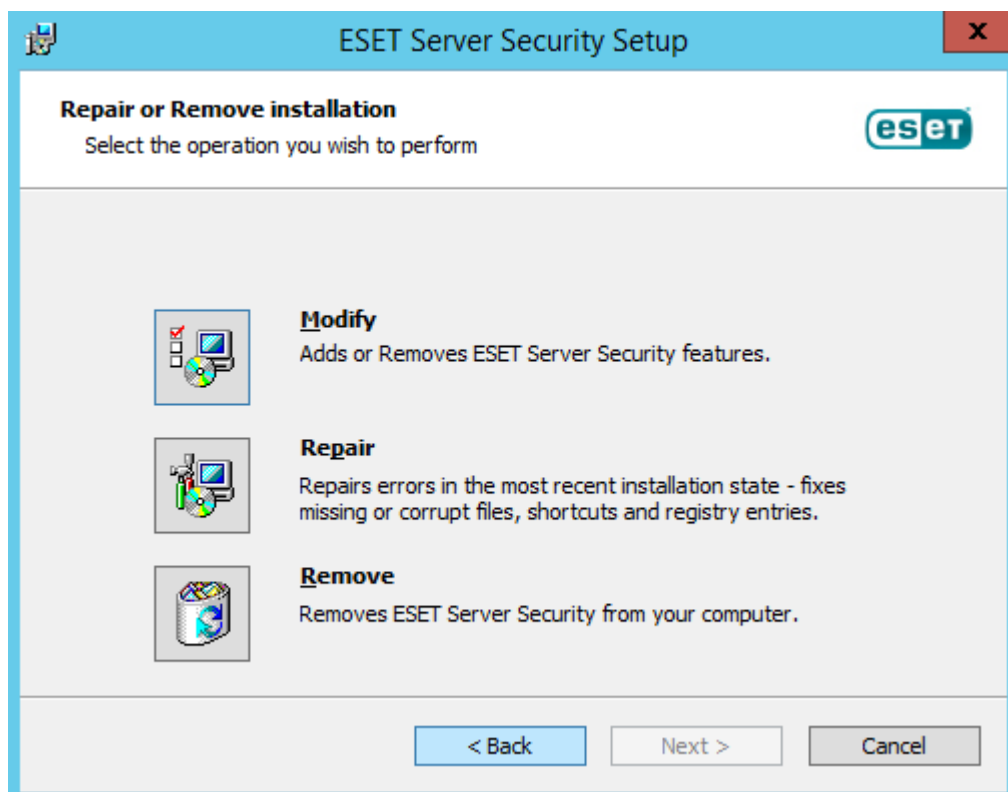 ESET Server Security Setup
x
Repair or Remove installation
Select the operation you wish to perform
eseT
Modify
Adds or Removes ESET Server Security features.
Repair
Repairs errors in the most recent installation state - fixes
missing or corrupt files, shortcuts and registry entries.
Remove
Removes ESET Server Security from your computer.
< Back
Next >
Cancel